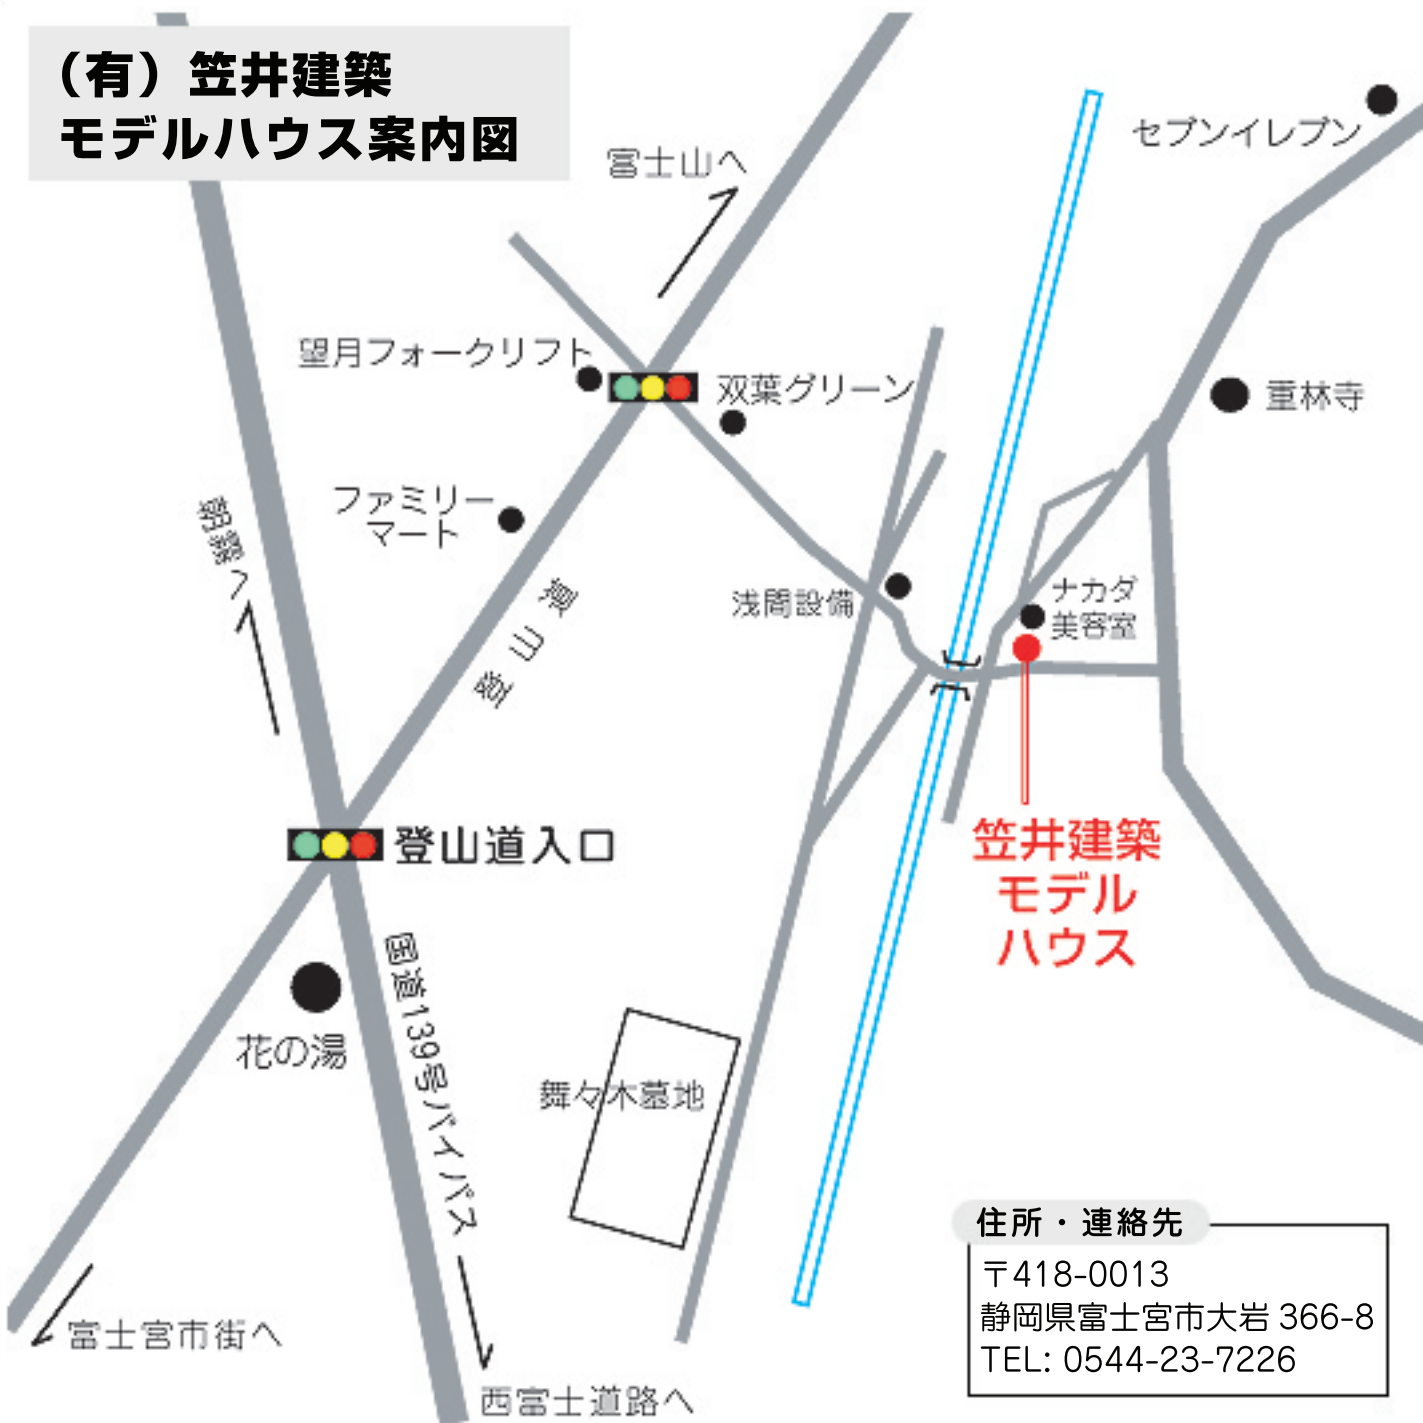 （有）笠井建築
モデルハウス案内図
富士山へ
セブンイレブン
望月フォークリフト
双葉グリーン
重林寺
ファミリー
マート
朝霧へ
登山道
浅間設備
ナカダ
美容室
登山道入口
笠井建築
モデル
ハウス
国道139号バイパス
花の湯
舞々木墓地
富士宮市街へ
西富士道路へ
住所・連絡先
〒418-0013
静岡県富士宮市大岩 366-8
TEL: 0544-23-7226